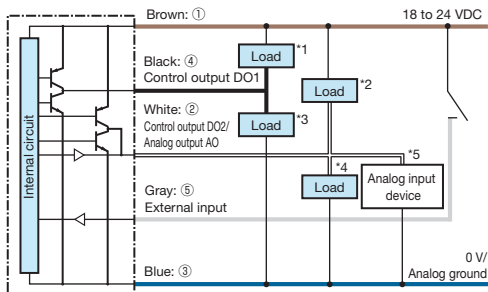 Brown: ①
18 to 24 VDC
Load
*1
Black: ④
Control output DO1
Load
*2
White: ②
Control output DO2/
Analog output AO
Load
*3
Internal circuit
*5
*4
Load
Analog input
device
Gray: ⑤
External input
0 V/
Analog ground
Blue: ③